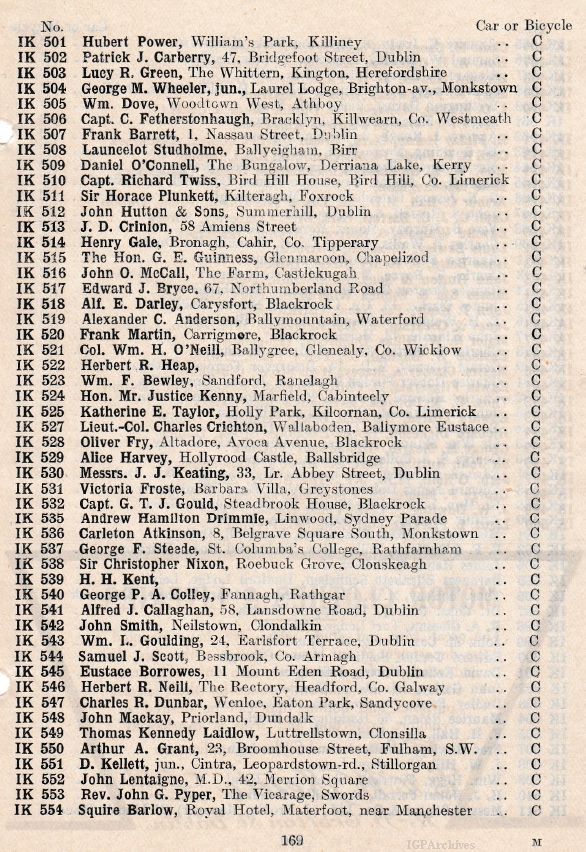 No. Car or Bicycle
IK 501 Hubert Power, William's Park, Killiney .. C
IK 502 Patrick J. Carberry, 47, Bridgefoot Street, Dublin .. C
IK 503 Lucy R. Green, The Whittern, Kington, Herefordshire .. C
IK 504 George M. Wheeler, jun., Laurel Lodge, Brighton-av., Monkstown C
IK 505 Wm. Dove, Woodtown West, Athboy .. C
IK 506 Capt. C. Fetherstonhaugh, Bracklyn, Killwearn, Co. Westmeath C
IK 507 Frank Barrett, 1, Nassau Street, Dublin .. C
IK 508 Launcelot Studholme, Ballyeigham, Birr .. C
IK 509 Daniel O'Connell, The Bungalow, Derriana Lake, Kerry .. C
IK 510 Capt. Richard Twiss, Bird Hill House, Bird Hill, Co. Limerick C
IK 511 Sir Horace Plunkett, Kilteragh, Foxrock .. C
IK 512 John Hutton & Sons, Summerhill, Dublin .. C
IK 513 J. D. Crinion, 58 Amiens Street .. C
IK 514 Henry Gale, Bronagh, Cahir, Co. Tipperary .. C
IK 515 The Hon. G. E. Guinness, Glenmaroon, Chapelizod .. C
IK 516 John O. McCall, The Farm, Castlekugah .. C
IK 517 Edward J. Bryce, 67, Northumberland Road .. C
IK 518 Alf. E. Darley, Carysfort, Blackrock .. C
IK 519 Alexander C. Anderson, Ballymountain, Waterford .. C
IK 520 Frank Martin, Carrigmore, Blackrock .. C
IK 521 Col. Wm. H. O'Neill, Ballygree, Glenealy, Co. Wicklow .. C
IK 522 Herbert R. Heap, .. C
IK 523 Wm. F. Bewley, Sandford, Ranelagh .. C
IK 524 Hon. Mr. Justice Kenny, Marfield, Cabinteely .. C
IK 525 Katherine E. Taylor, Holly Park, Kilcornan, Co. Limerick .. C
IK 527 Lieut.-Col. Charles Crichton, Wallaboden, Ballymore Eustace .. C
IK 528 Oliver Fry, Altadore, Avoca Avenue, Blackrock .. C
IK 529 Alice Harvey, Hollyrood Castle, Ballsbridge .. C
IK 530 Messrs. J. J. Keating, 33, Lr. Abbey Street, Dublin .. C
IK 531 Victoria Froste, Barbara Villa, Greystones .. C
IK 532 Capt. G. T. J. Gould, Steadbrook House, Blackrock .. C
IK 535 Andrew Hamilton Drimmie, Linwood, Sydney Parade .. C
IK 536 Carleton Atkinson, 8, Belgrave Square South, Monkstown .. C
IK 537 George F. Steede, St. Columba's College, Rathfarnham .. C
IK 538 Sir Christopher Nixon, Roebuck Grove, Clonskeagh .. C
IK 539 H. H. Kent, .. C
IK 540 George P. A. Colley, Fannagh, Rathgar .. C
IK 541 Alfred J. Callaghan, 58, Lansdowne Road, Dublin .. C
IK 542 John Smith, Neilstown, Clondalkin .. C
IK 543 Wm. L. Goulding, 24, Earlsfort Terrace, Dublin .. C
IK 544 Samuel J. Scott, Bessbrook, Co. Armagh .. C
IK 545 Eustace Borrowes, 11 Mount Eden Road, Dublin .. C
IK 546 Herbert R. Neill, The Rectory, Headford, Co. Galway .. C
IK 547 Charles R. Dunbar, Wenloe, Eaton Park, Sandycove .. C
IK 548 John Mackay, Priorland, Dundalk .. C
IK 549 Thomas Kennedy Laidlow, Luttrellstown, Clonsilla .. C
IK 550 Arthur A. Grant, 23, Broomhouse Street, Fulham, S.W. .. C
IK 551 D. Kellett, jun., Cintra, Leopardstown-rd., Stillorgan .. C
IK 552 John Lentaigne, M.D., 42, Merrion Square .. C
IK 553 Rev. John G. Pyper, The Vicarage, Swords .. C
IK 554 Squire Barlow, Royal Hotel, Materfoot, near Manchester .. C
169 M
IGPArchives